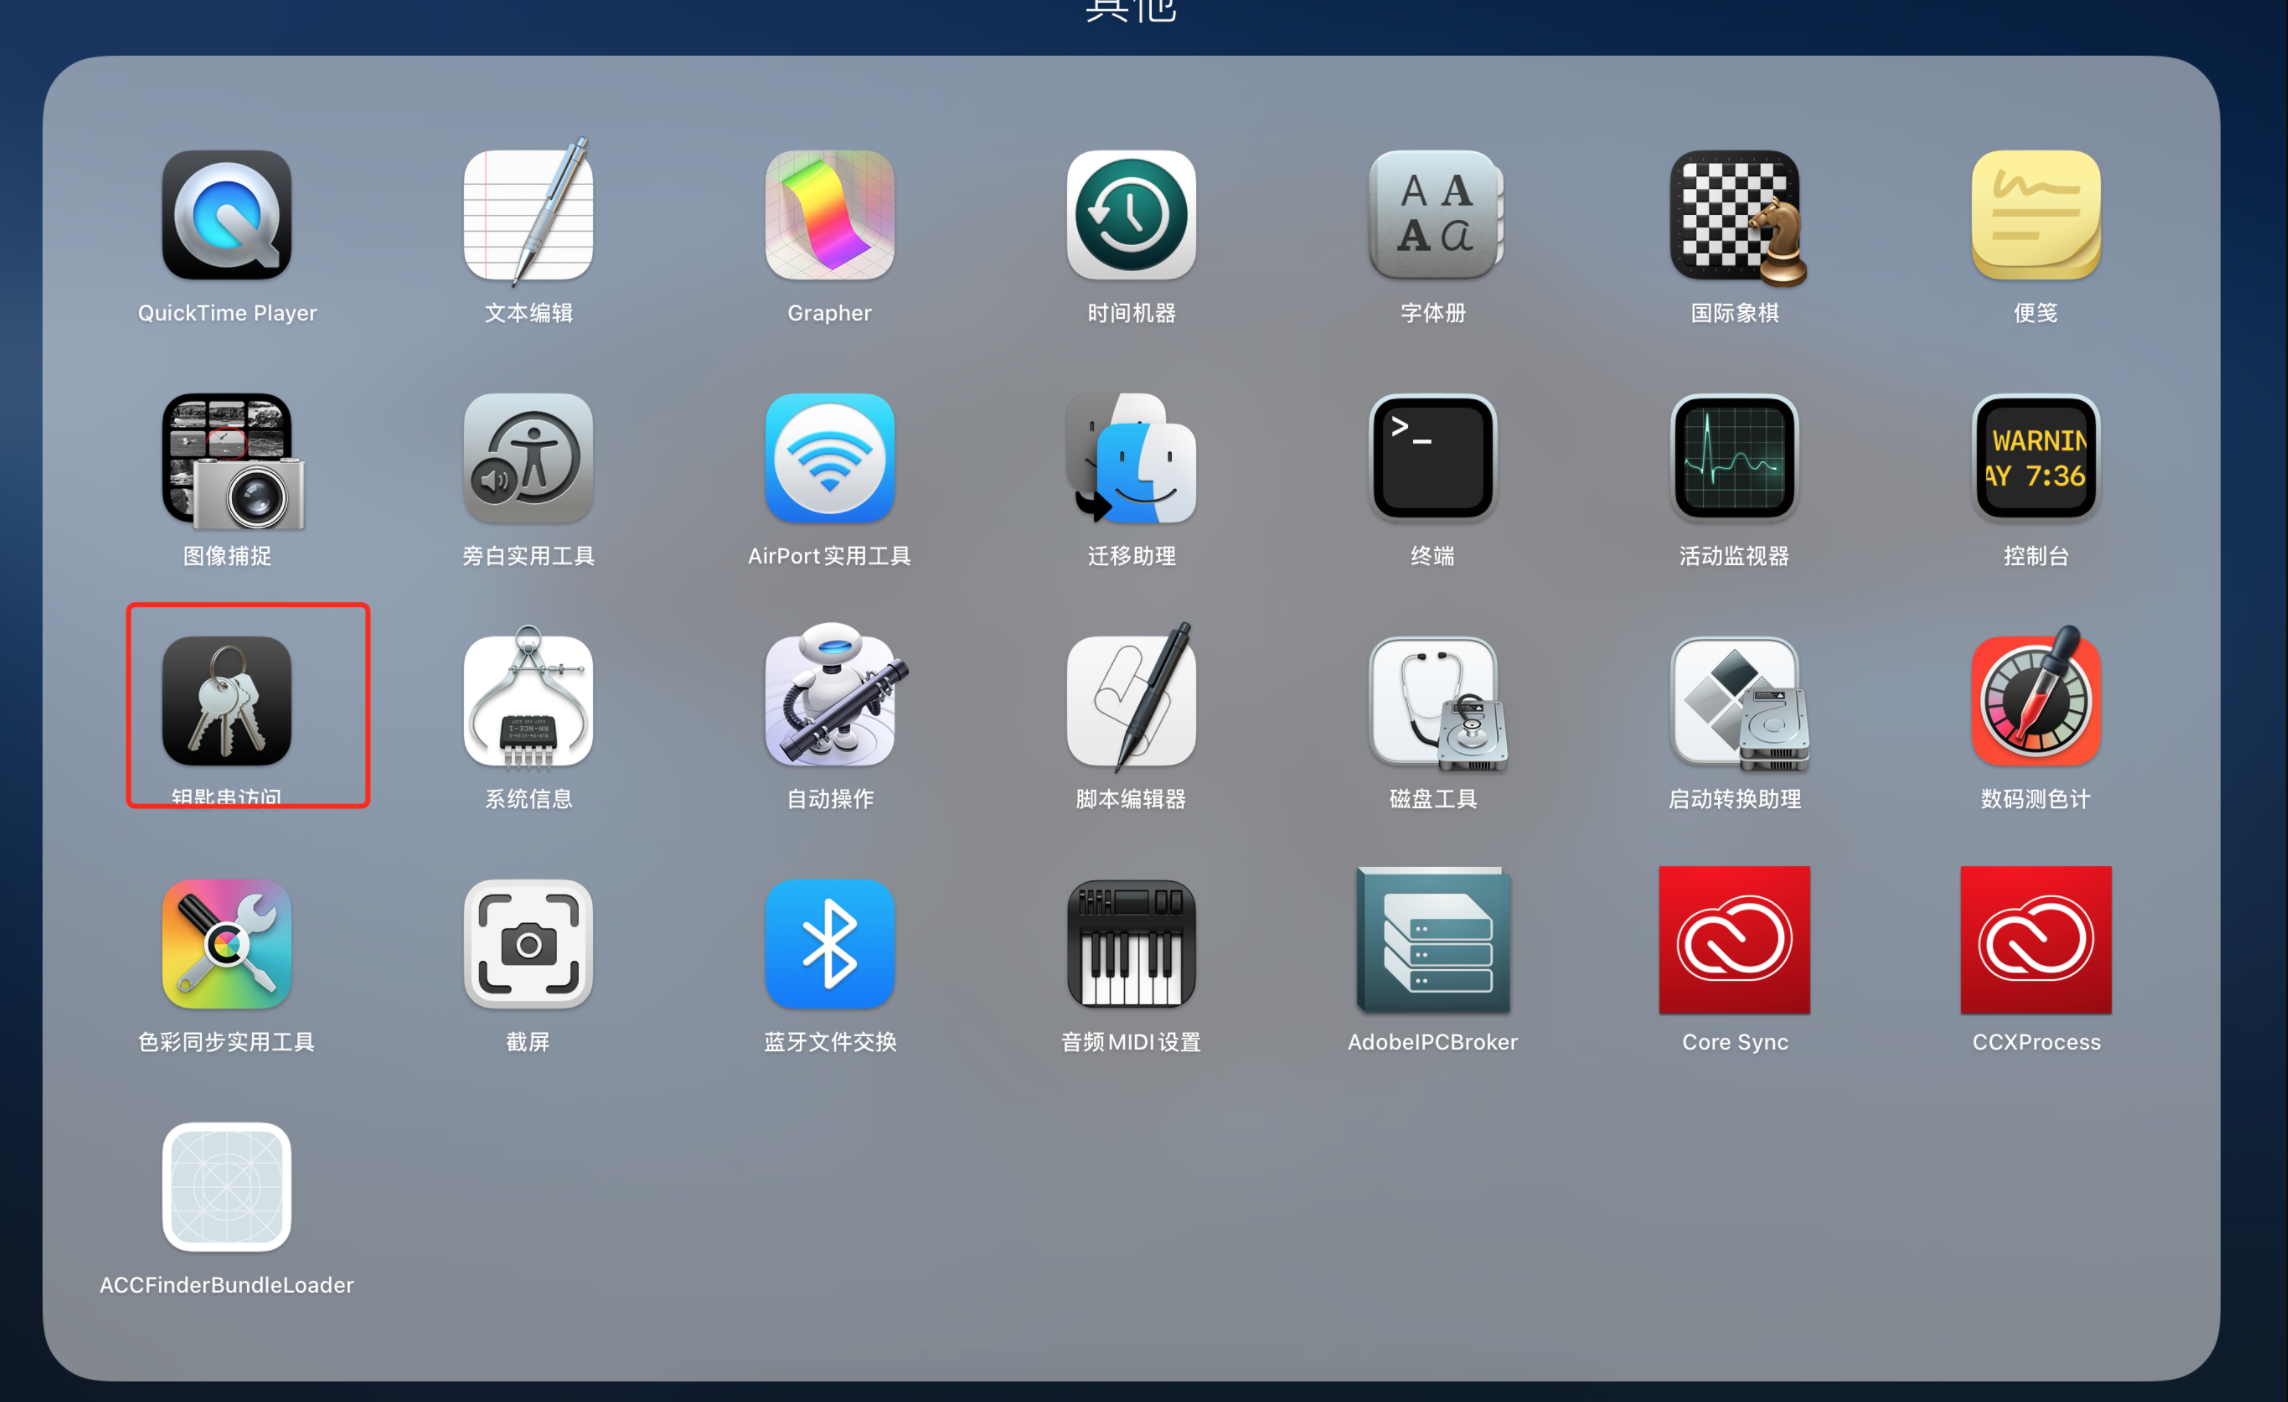 其他
QuickTime Player
文本编辑
Grapher
时间机器
字体册
国际象棋
便笺
图像捕捉
旁白实用工具
AirPort实用工具
迁移助理
终端
活动监视器
控制台
钥匙串访问
系统信息
自动操作
脚本编辑器
磁盘工具
启动转换助理
数码测色计
色彩同步实用工具
截屏
蓝牙文件交换
音频MIDI设置
AdobeIPCBroker
Core Sync
CCXProcess
ACCFinderBundleLoader
A A
A a
>_
WARNIN
AY 7:36